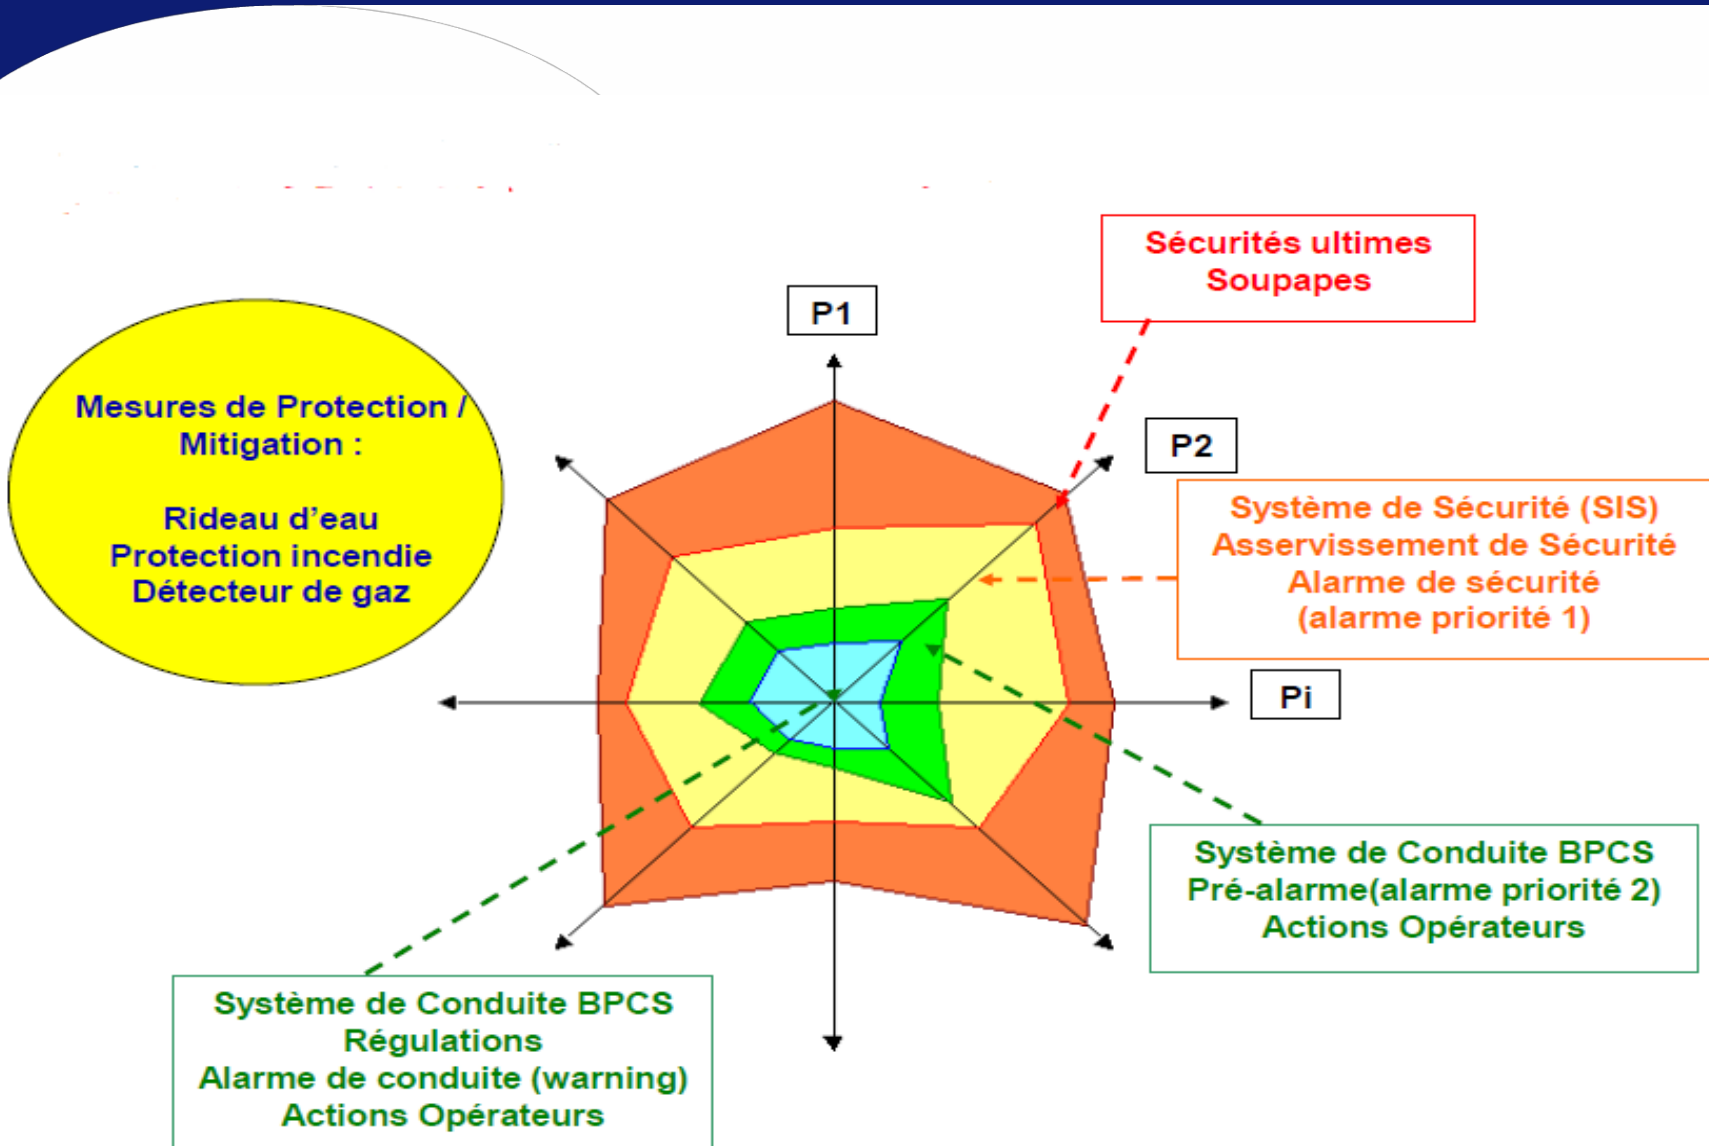 Sécurités ultimes
Soupapes
P1
Mesures de Protection /
Mitigation :
Rideau d'eau
Protection incendie
Détecteur de gaz
P2
Système de Sécurité (SIS)
Asservissement de Sécurité
Alarme de sécurité
(alarme priorité 1)
Pi
Système de Conduite BPCS
Pré-alarme(alarme priorité 2)
Actions Opérateurs
Système de Conduite BPCS
Régulations
Alarme de conduite (warning)
Actions Opérateurs